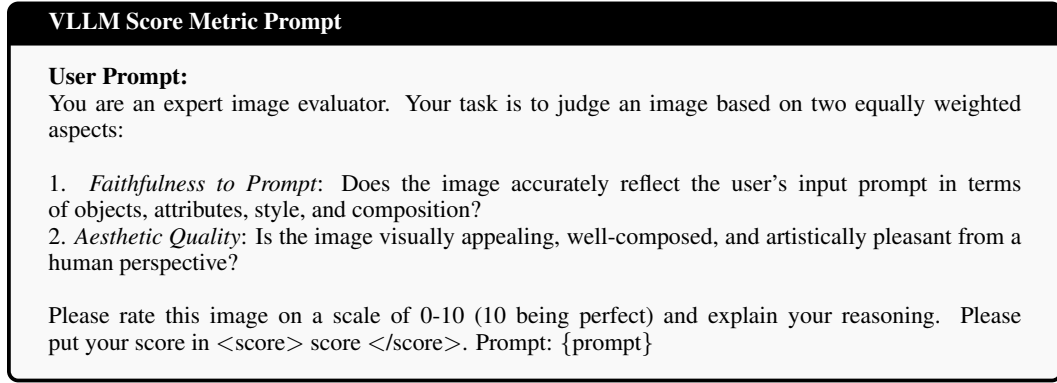 VLLM Score Metric Prompt
User Prompt:
You are an expert image evaluator. Your task is to judge an image based on two equally weighted
aspects:
1. Faithfulness to Prompt: Does the image accurately reflect the user's input prompt in terms
of objects, attributes, style, and composition?
2. Aesthetic Quality: Is the image visually appealing, well-composed, and artistically pleasant from a
human perspective?
Please rate this image on a scale of 0-10 (10 being perfect) and explain your reasoning. Please
put your score in <score> score </score>. Prompt: {prompt}